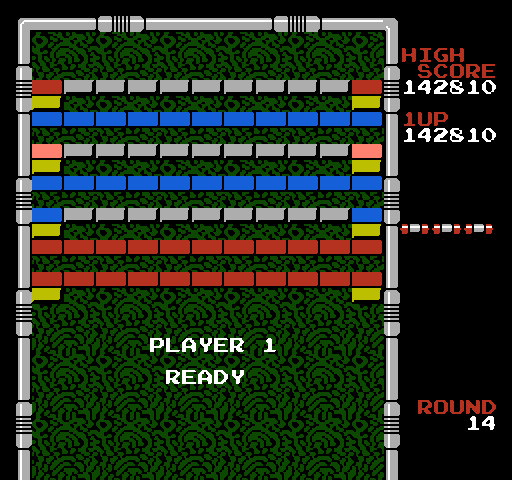 HIGH
SCORE
142810
1UP
142810
PLAYER 1
READY
ROUND
14